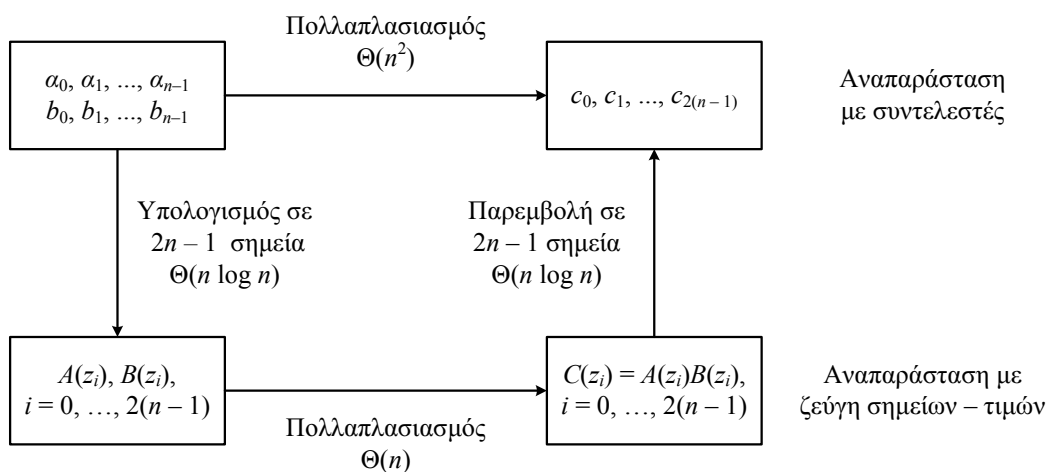 Πολλαπλασιασμός
Θ(n²)
α₀, α₁, ..., αₙ₋₁
b₀, b₁, ..., bₙ₋₁
c₀, c₁, ..., c₂₍ₙ ₋ ₁₎
Αναπαράσταση
με συντελεστές
Υπολογισμός σε
2n – 1 σημεία
Θ(n log n)
Παρεμβολή σε
2n – 1 σημεία
Θ(n log n)
A(zᵢ), B(zᵢ),
i = 0, …, 2(n – 1)
C(zᵢ) = A(zᵢ)B(zᵢ),
i = 0, …, 2(n – 1)
Αναπαράσταση με
ζεύγη σημείων – τιμών
Πολλαπλασιασμός
Θ(n)